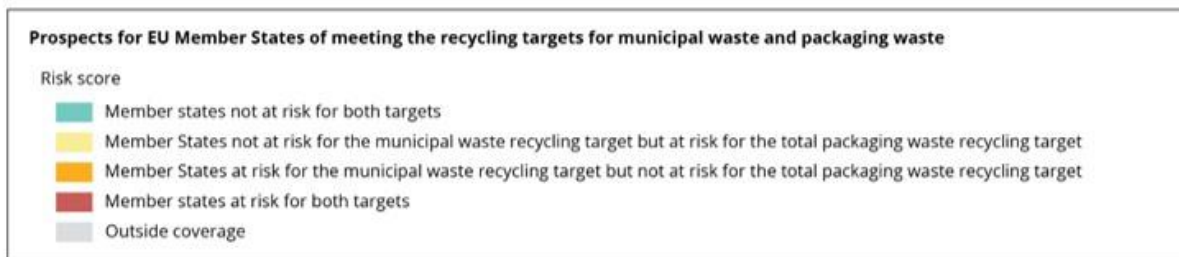 Prospects for EU Member States of meeting the recycling targets for municipal waste and packaging waste
Risk score
Member states not at risk for both targets
Member States not at risk for the municipal waste recycling target but at risk for the total packaging waste recycling target
Member States at risk for the municipal waste recycling target but not at risk for the total packaging waste recycling target
Member states at risk for both targets
Outside coverage